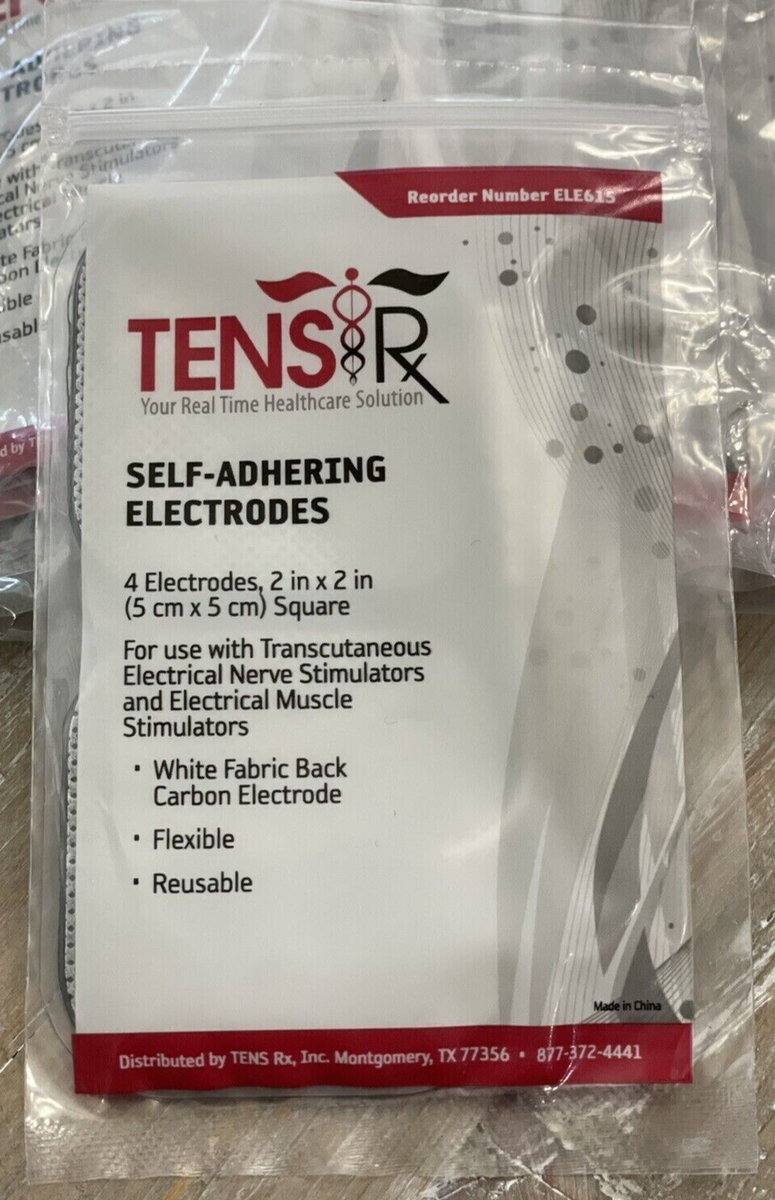 Reorder Number ELE615
TENS Rx
Your Real Time Healthcare Solution
SELF-ADHERING
ELECTRODES
4 Electrodes, 2 in x 2 in
(5 cm x 5 cm) Square
For use with Transcutaneous
Electrical Nerve Stimulators
and Electrical Muscle
Stimulators
· White Fabric Back
Carbon Electrode
· Flexible
· Reusable
Made in China
Distributed by TENS Rx, Inc. Montgomery, TX 77356 • 877-372-4441